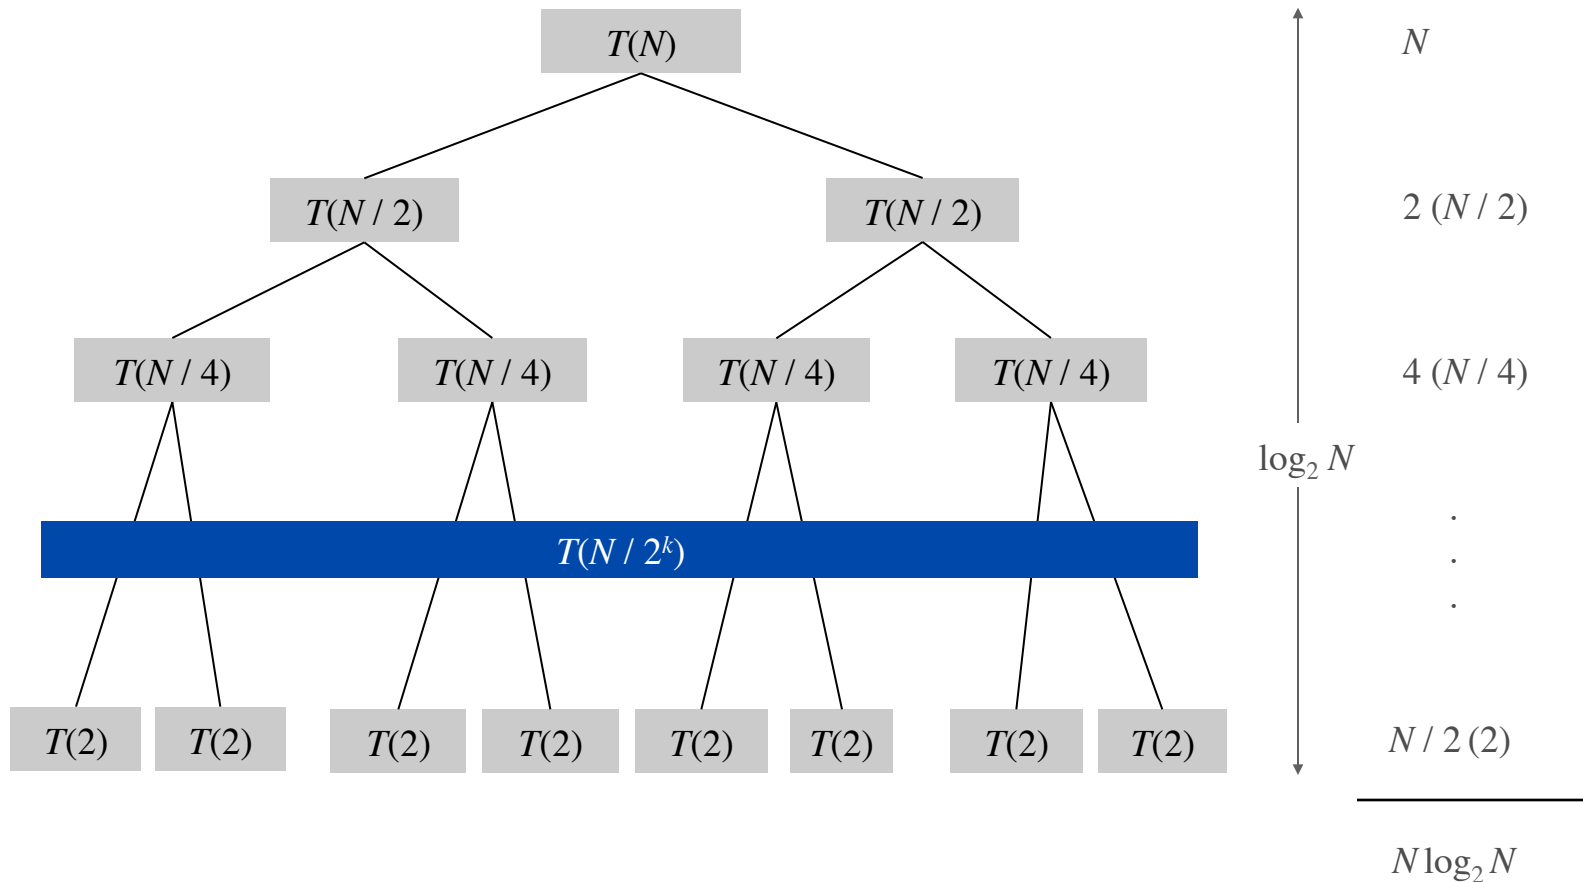 T(N) N
T(N / 2) T(N / 2) 2 (N / 2)
T(N / 4) T(N / 4) T(N / 4) T(N / 4) 4 (N / 4)
log₂ N
.
T(N / 2ᵏ)
.
.
T(2) T(2) T(2) T(2) T(2) T(2) T(2) T(2) N / 2 (2)
N log₂ N